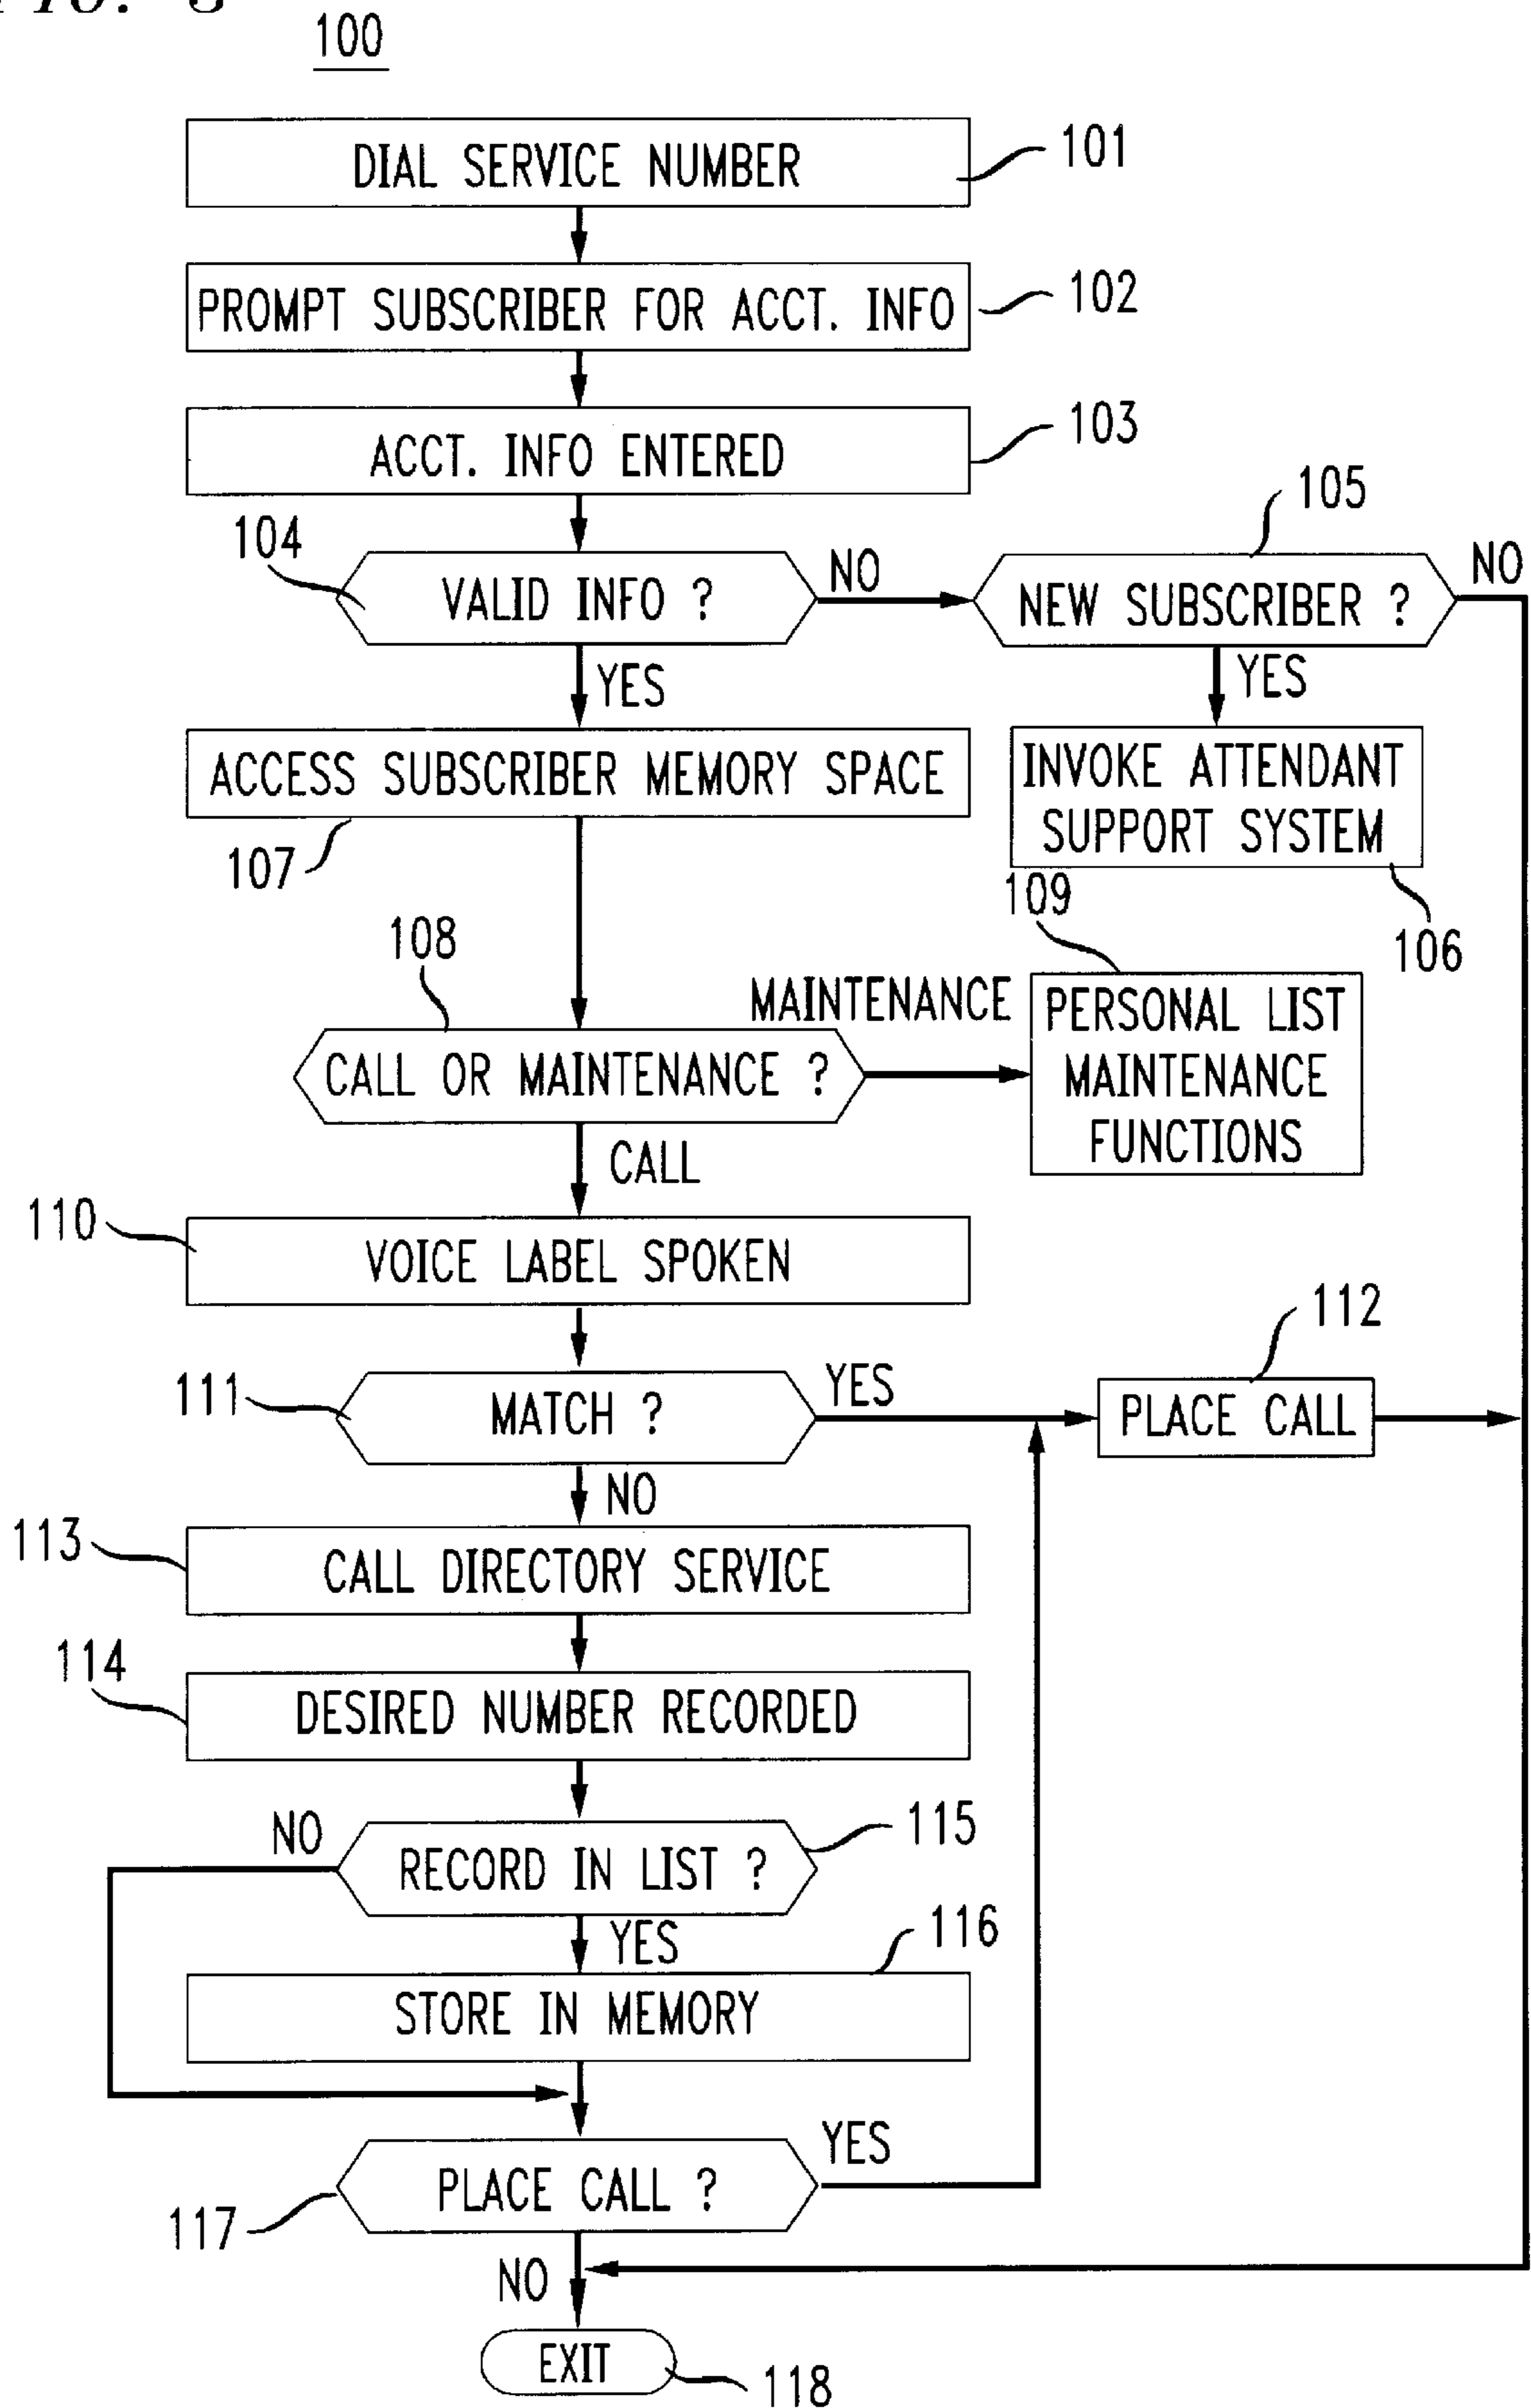 100
DIAL SERVICE NUMBER
101
PROMPT SUBSCRIBER FOR ACCT. INFO
102
ACCT. INFO ENTERED
103
104
VALID INFO ?
NO
105
NEW SUBSCRIBER ?
NO
YES
YES
ACCESS SUBSCRIBER MEMORY SPACE
107
INVOKE ATTENDANT
SUPPORT SYSTEM
106
108
CALL OR MAINTENANCE ?
MAINTENANCE
109
PERSONAL LIST
MAINTENANCE
FUNCTIONS
CALL
110
VOICE LABEL SPOKEN
111
MATCH ?
YES
112
PLACE CALL
NO
113
CALL DIRECTORY SERVICE
114
DESIRED NUMBER RECORDED
NO
RECORD IN LIST ?
115
YES
116
STORE IN MEMORY
117
PLACE CALL ?
YES
NO
EXIT
118